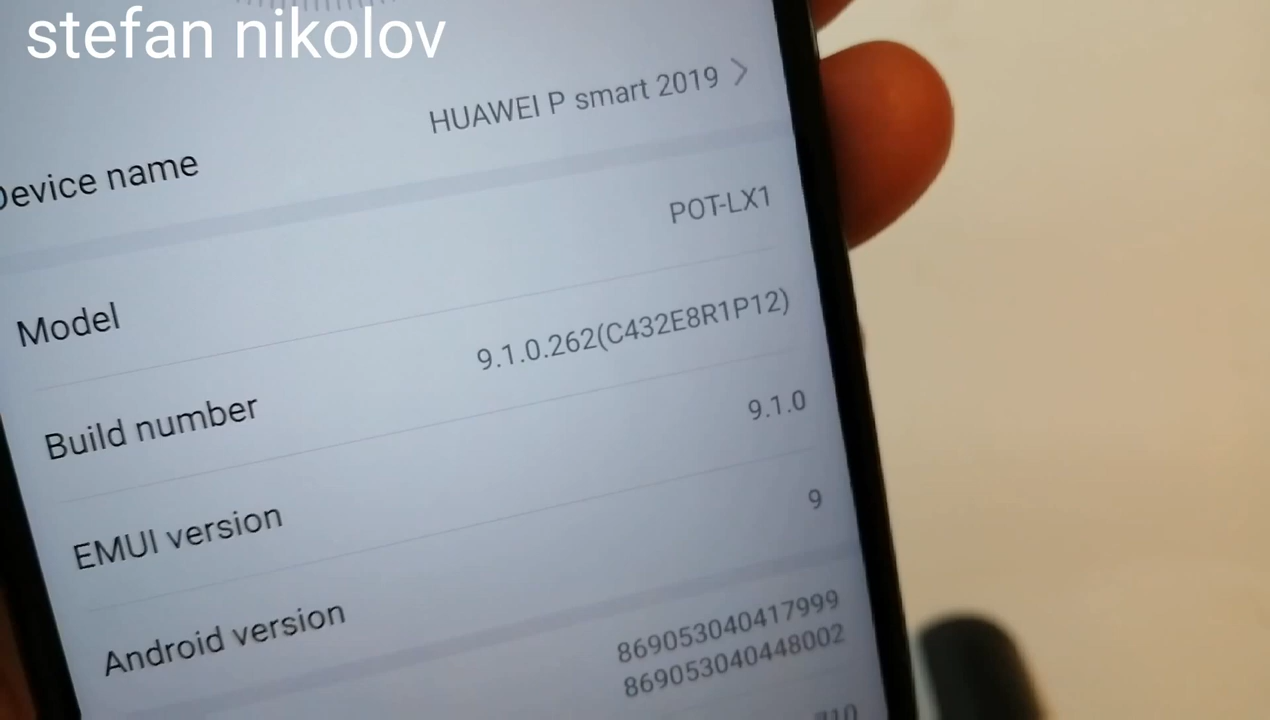 stefan nikolov
HUAWEI P smart 2019
Device name
POT-LX1
Model
9.1.0.262(C432E8R1P12)
Build number
9.1.0
EMUI version
9
Android version
869053040417999
869053040448002
710